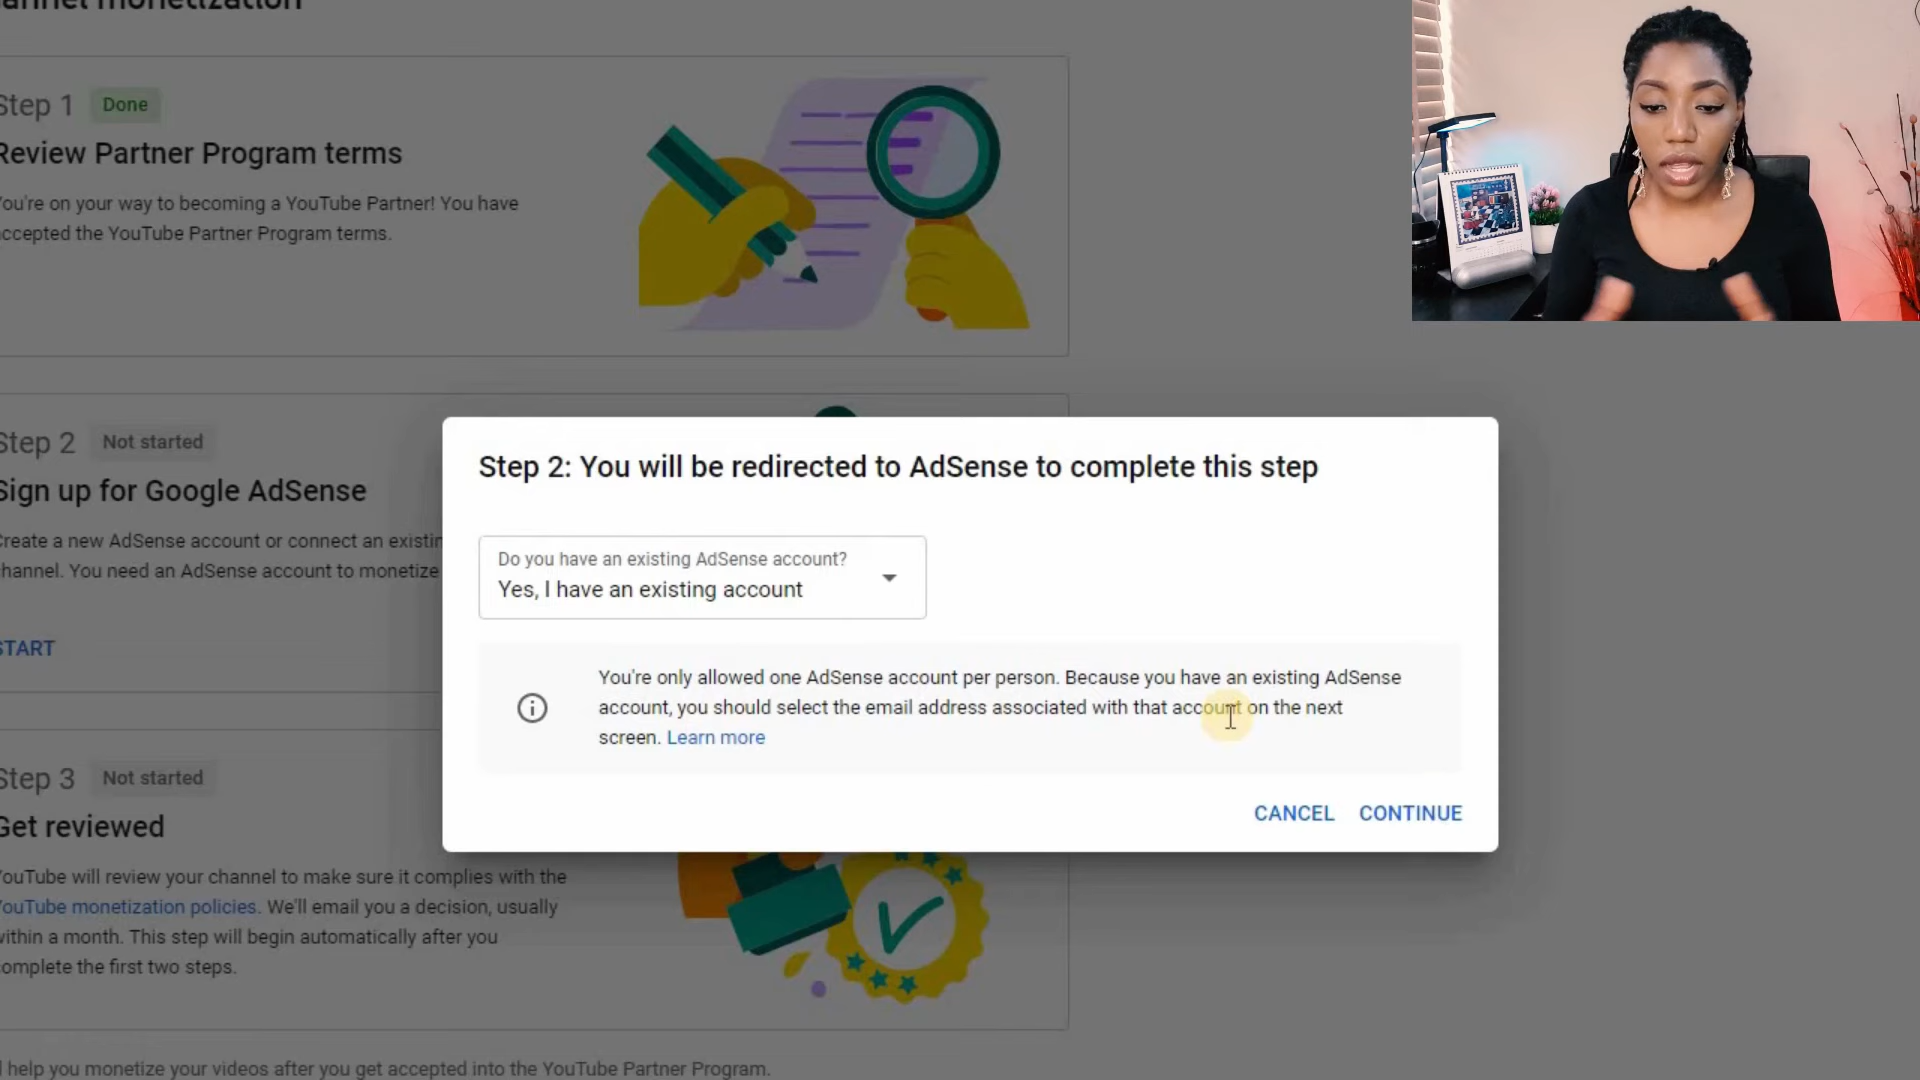 annel monetization
Step 1 Done
Review Partner Program terms
You're on your way to becoming a YouTube Partner! You have
accepted the YouTube Partner Program terms.
Step 2 Not started
Sign up for Google AdSense
Create a new AdSense account or connect an existin
hannel. You need an AdSense account to monetize
START
Step 2: You will be redirected to AdSense to complete this step
Do you have an existing AdSense account?
Yes, I have an existing account
You're only allowed one AdSense account per person. Because you have an existing AdSense
account, you should select the email address associated with that account on the next
screen. Learn more
CANCEL CONTINUE
Step 3 Not started
Get reviewed
YouTube will review your channel to make sure it complies with the
YouTube monetization policies. We'll email you a decision, usually
within a month. This step will begin automatically after you
complete the first two steps.
help you monetize your videos after you get accepted into the YouTube Partner Program.